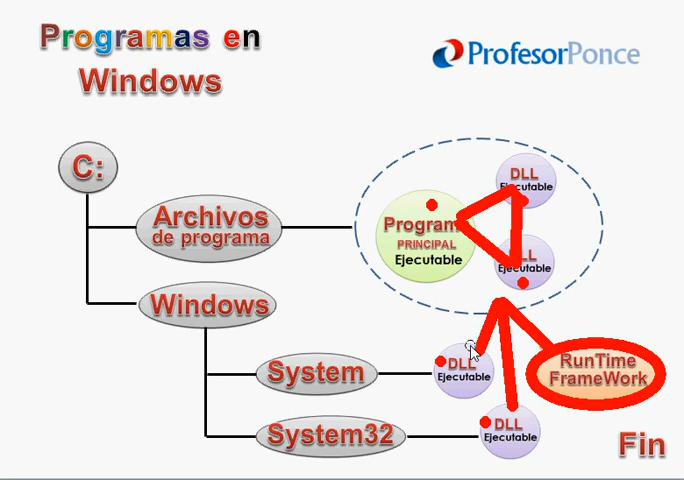 Programas en
Windows
ProfesorPonce
C:
Archivos
de programa
DLL
Ejecutable
Program
PRINCIPAL
Ejecutable
Ejecutable
Windows
System
DLL
Ejecutable
RunTime
FrameWork
System32
DLL
Ejecutable
Fin